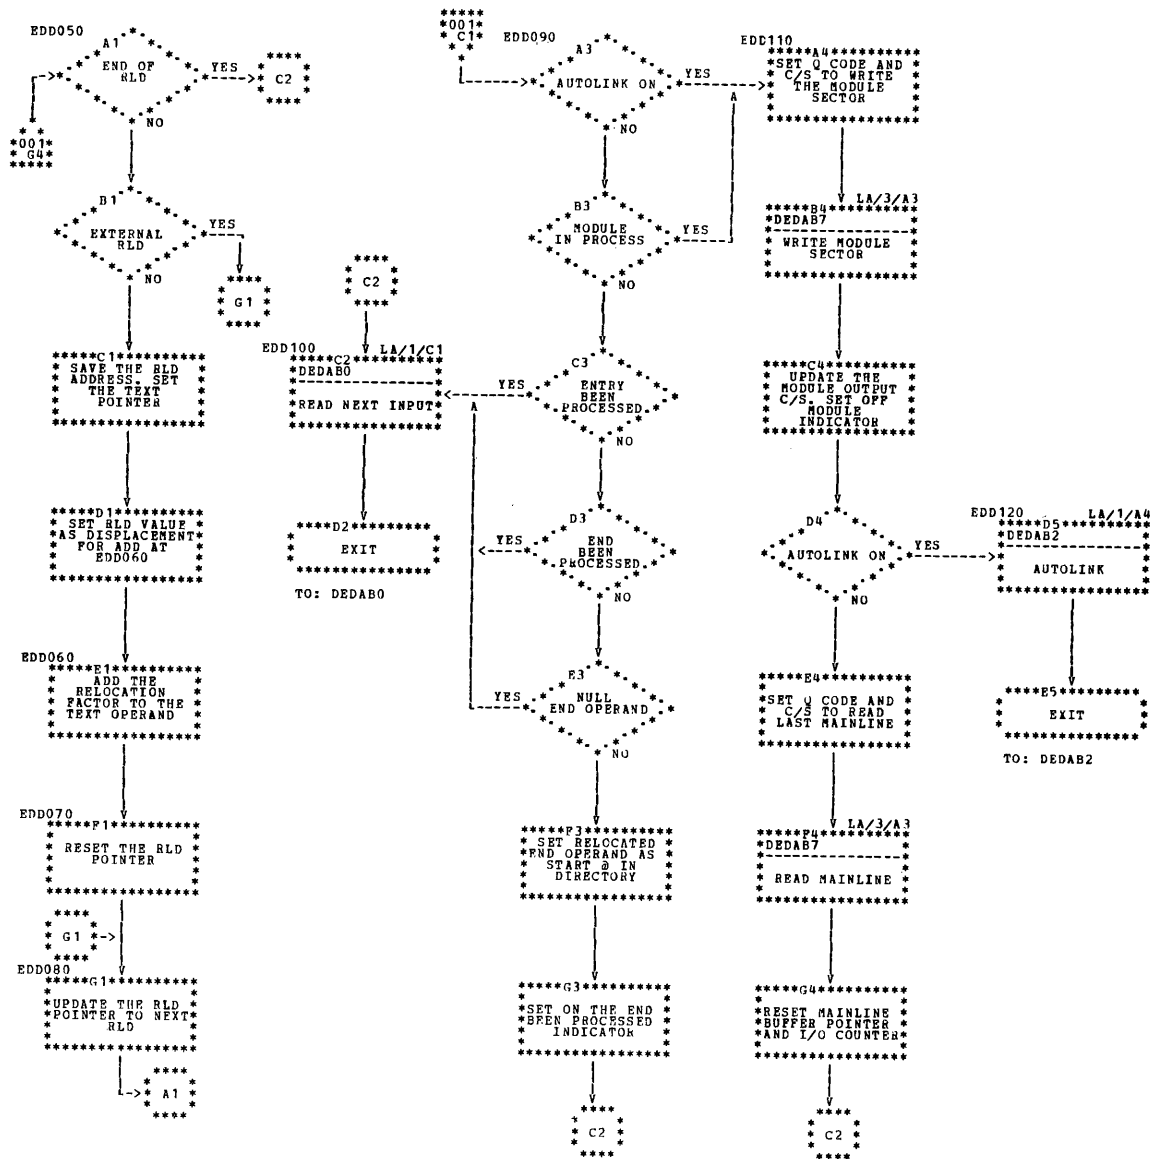 EDD050
A1
END OF
RLD
YES
C2
NO
001
G4
B1
EXTERNAL
RLD
YES
NO
G1
C1
SAVE THE RLD
ADDRESS. SET
THE TEXT
POINTER
D1
SET RLD VALUE
AS DISPLACEMENT
FOR ADD AT
EDD060
EDD060
E1
ADD THE
RELOCATION
FACTOR TO THE
TEXT OPERAND
EDD070
F1
RESET THE RLD
POINTER
G1
EDD080
G1
UPDATE THE RLD
POINTER TO NEXT
RLD
A1
C2
EDD100
LA/1/C1
C2
DEDAB0
READ NEXT INPUT
D2
EXIT
TO: DEDAB0
001
C1
EDD090
A3
AUTOLINK ON
YES
A
NO
B3
MODULE
IN PROCESS
YES
NO
C3
ENTRY
BEEN
PROCESSED
YES
A
NO
D3
END
BEEN
PROCESSED
YES
NO
E3
NULL
END OPERAND
YES
NO
F3
SET RELOCATED
END OPERAND AS
START @ IN
DIRECTORY
G3
SET ON THE END
BEEN PROCESSED
INDICATOR
C2
EDD110
A4
SET Q CODE AND
C/S TO WRITE
THE MODULE
SECTOR
LA/3/A3
B4
DEDAB7
WRITE MODULE
SECTOR
C4
UPDATE THE
MODULE OUTPUT
C/S. SET OFF
MODULE
INDICATOR
D4
AUTOLINK ON
YES
NO
E4
SET Q CODE AND
C/S TO READ
LAST MAINLINE
LA/3/A3
F4
DEDAB7
READ MAINLINE
G4
RESET MAINLINE
BUFFER POINTER
AND I/O COUNTER
C2
EDD120
LA/1/A4
D5
DEDAB2
AUTOLINK
E5
EXIT
TO: DEDAB2